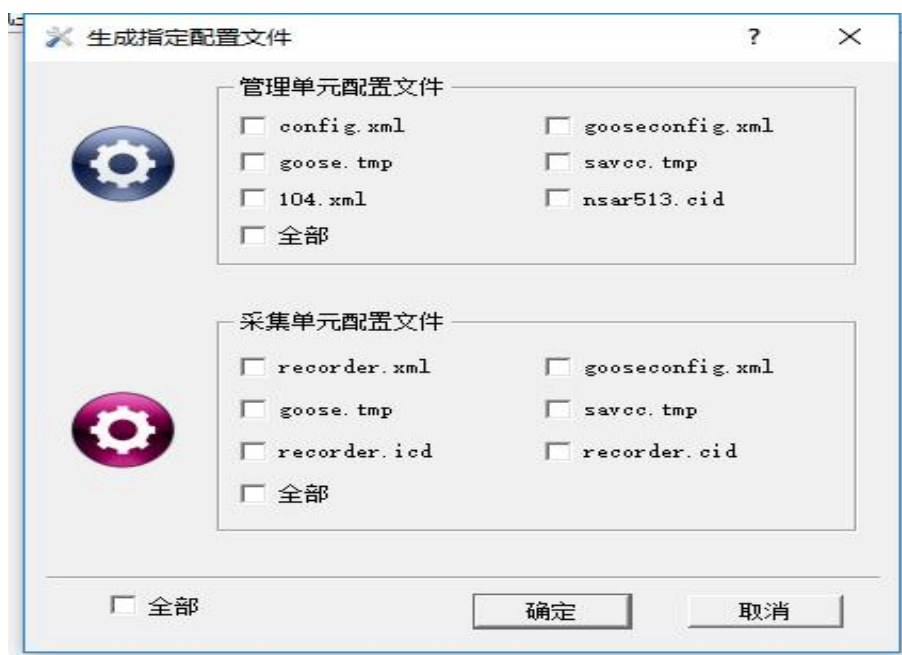 生成指定配置文件 ?
管理单元配置文件
config.xml gooseconfig.xml
goose.tmp savcc.tmp
104.xml nsar513.cid
全部
采集单元配置文件
recorder.xml gooseconfig.xml
goose.tmp savcc.tmp
recorder.icd recorder.cid
全部
全部 确定 取消